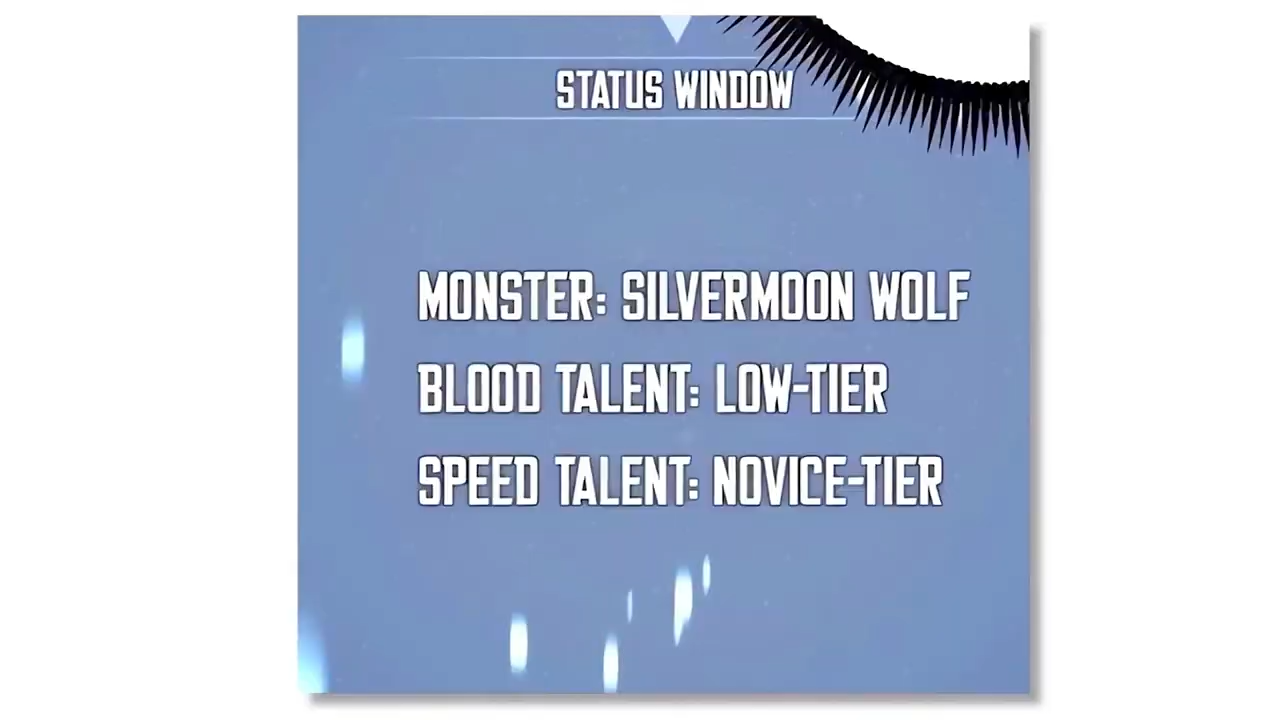 STATUS WINDOW
MONSTER: SILVERMOON WOLF
BLOOD TALENT: LOW-TIER
SPEED TALENT: NOVICE-TIER